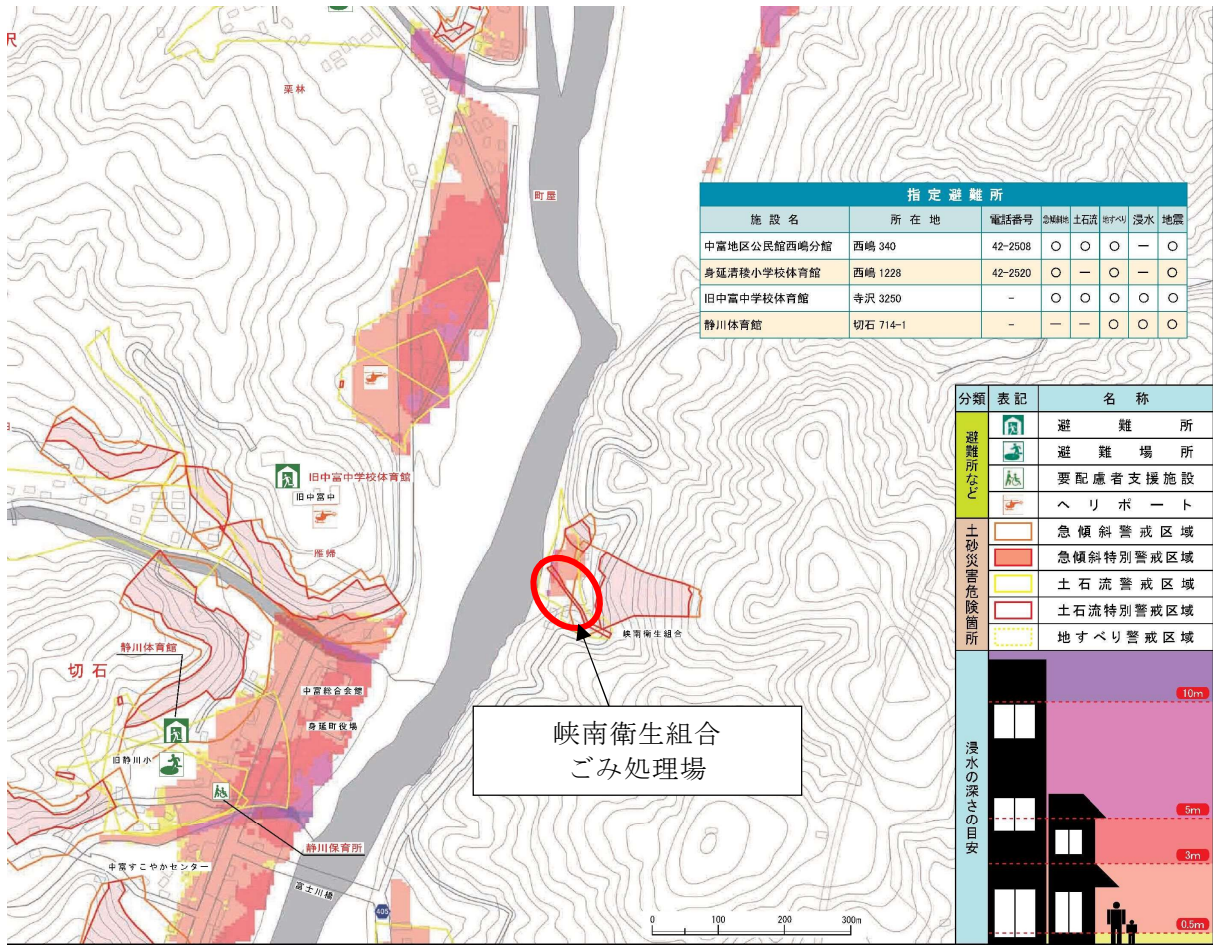 沢
栗林
町屋
指定避難所
施設名 所在地 電話番号 急傾斜地 土石流 地すべり 浸水 地震
中富地区公民館西嶋分館 西嶋 340 42-2508 ○ ○ ○ － ○
身延清稜小学校体育館 西嶋 1228 42-2520 ○ － ○ － ○
旧中富中学校体育館 寺沢 3250 - ○ ○ ○ ○ ○
静川体育館 切石 714-1 - － － ○ ○ ○
分類 表記 名称
避難所など
避難所
避難場所
要配慮者支援施設
ヘリポート
土砂災害危険箇所
急傾斜警戒区域
急傾斜特別警戒区域
土石流警戒区域
土石流特別警戒区域
地すべり警戒区域
浸水の深さの目安
10m
5m
3m
0.5m
旧中富中学校体育館
旧中富中
雁帰
峡南衛生組合
静川体育館
切石
中富総合会館
身延町役場
旧静川小
静川保育所
中富すこやかセンター
富士川橋
405
峡南衛生組合
ごみ処理場
0 100 200 300m